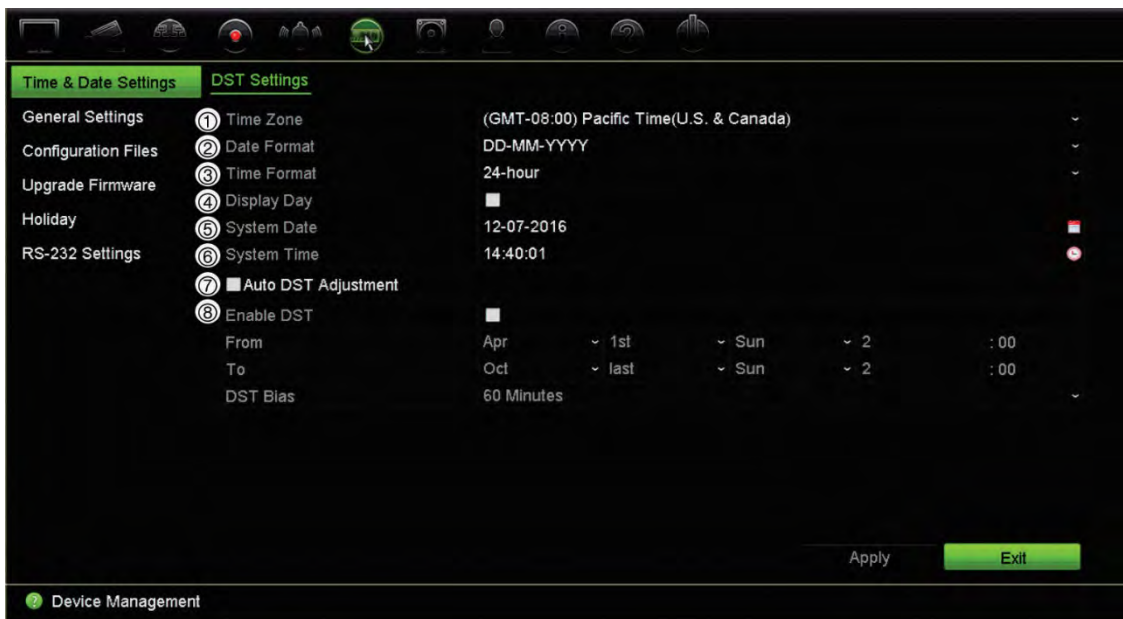 Time & Date Settings
DST Settings
General Settings
Configuration Files
Upgrade Firmware
Holiday
RS-232 Settings
① Time Zone (GMT-08:00) Pacific Time(U.S. & Canada)
② Date Format DD-MM-YYYY
③ Time Format 24-hour
④ Display Day
⑤ System Date 12-07-2016
⑥ System Time 14:40:01
⑦ Auto DST Adjustment
⑧ Enable DST
From Apr 1st Sun 2 : 00
To Oct last Sun 2 : 00
DST Bias 60 Minutes
Apply Exit
Device Management